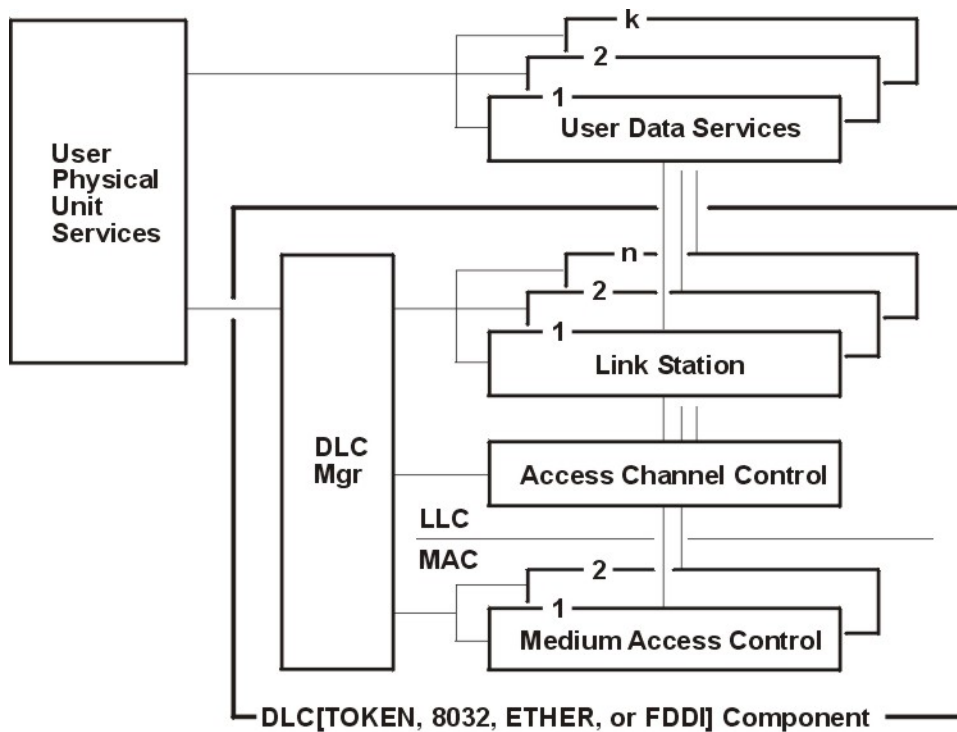 k
2
1
User Data Services
User
Physical
Unit
Services
n
2
1
Link Station
DLC
Mgr
Access Channel Control
LLC
MAC
2
1
Medium Access Control
DLC[TOKEN, 8032, ETHER, or FDDI] Component